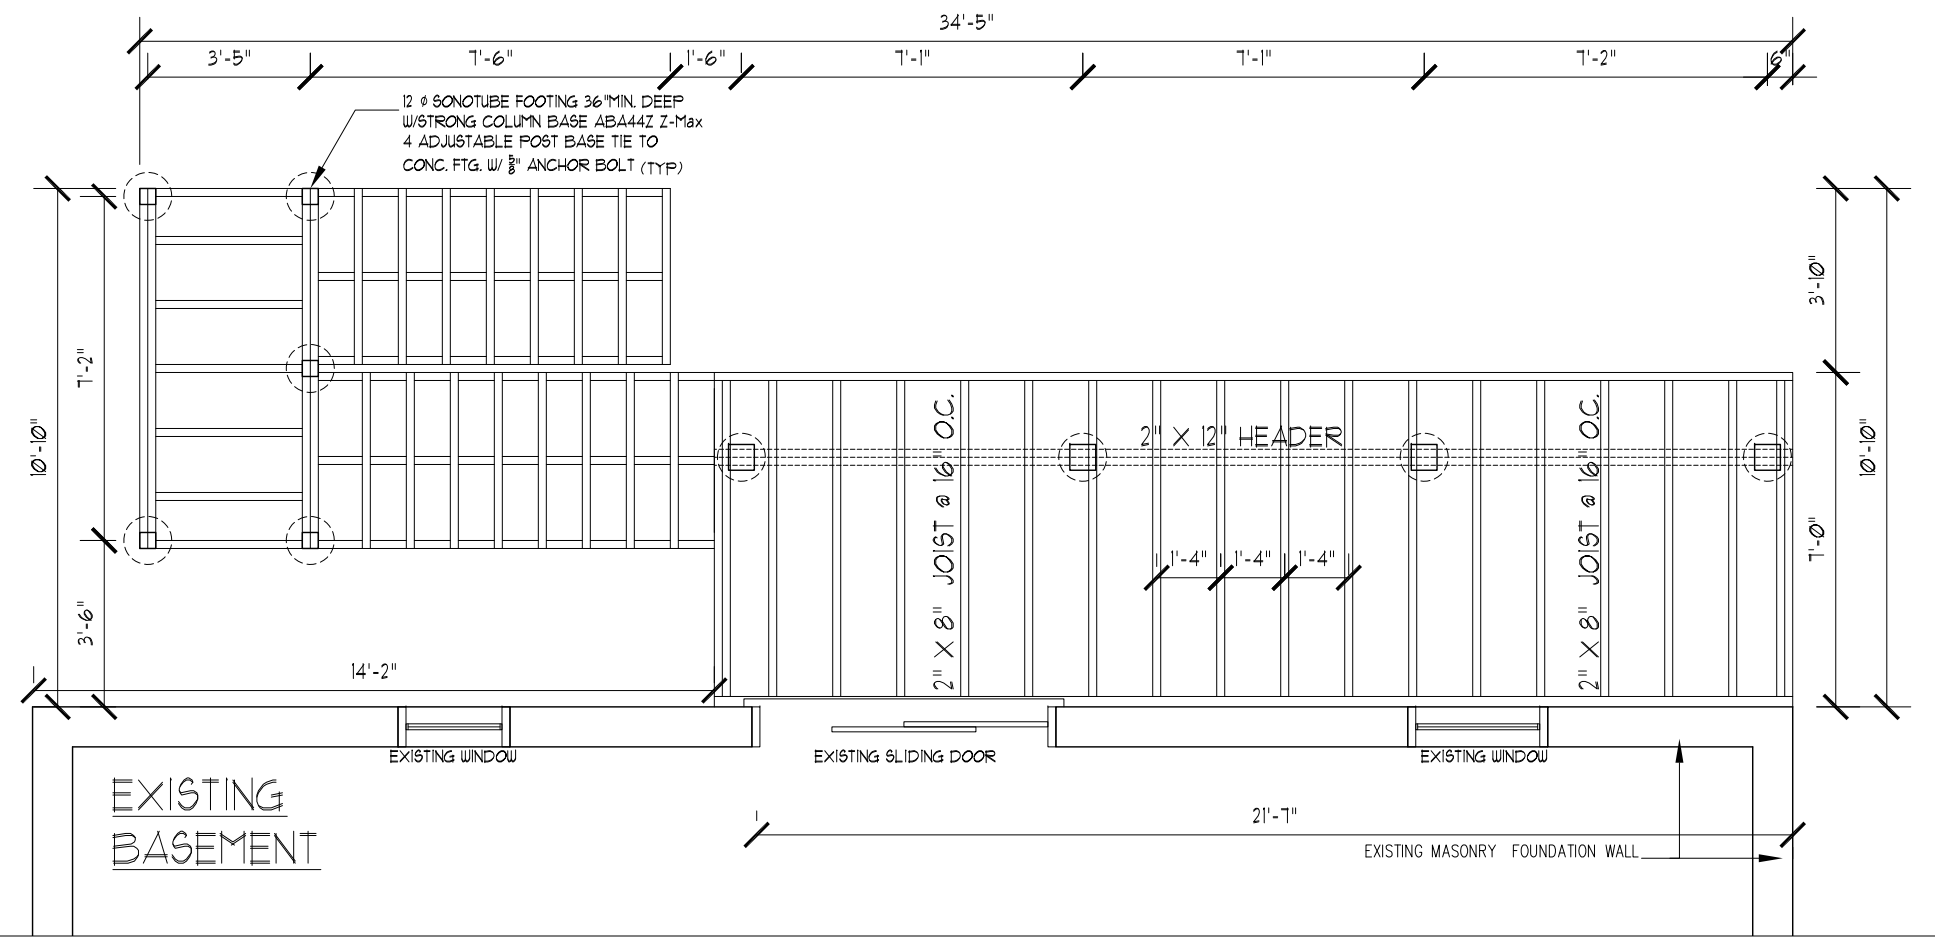 34'-5"
3'-5" 7'-6" 1'-6" 7'-1" 7'-1" 7'-2" 6"
12 ø SONOTUBE FOOTING 36"MIN. DEEP
W/STRONG COLUMN BASE ABA44Z Z-Max
4 ADJUSTABLE POST BASE TIE TO
CONC. FTG. W/ 5/8" ANCHOR BOLT (TYP)
3'-10"
7'-2"
10'-10"
10'-10"
2" X 12" HEADER
2" X 8" JOIST @ 16" O.C.
2" X 8" JOIST @ 16" O.C.
7'-0"
1'-4" 1'-4" 1'-4"
3'-6"
14'-2"
EXISTING WINDOW
EXISTING SLIDING DOOR
EXISTING WINDOW
EXISTING
BASEMENT
21'-7"
EXISTING MASONRY FOUNDATION WALL